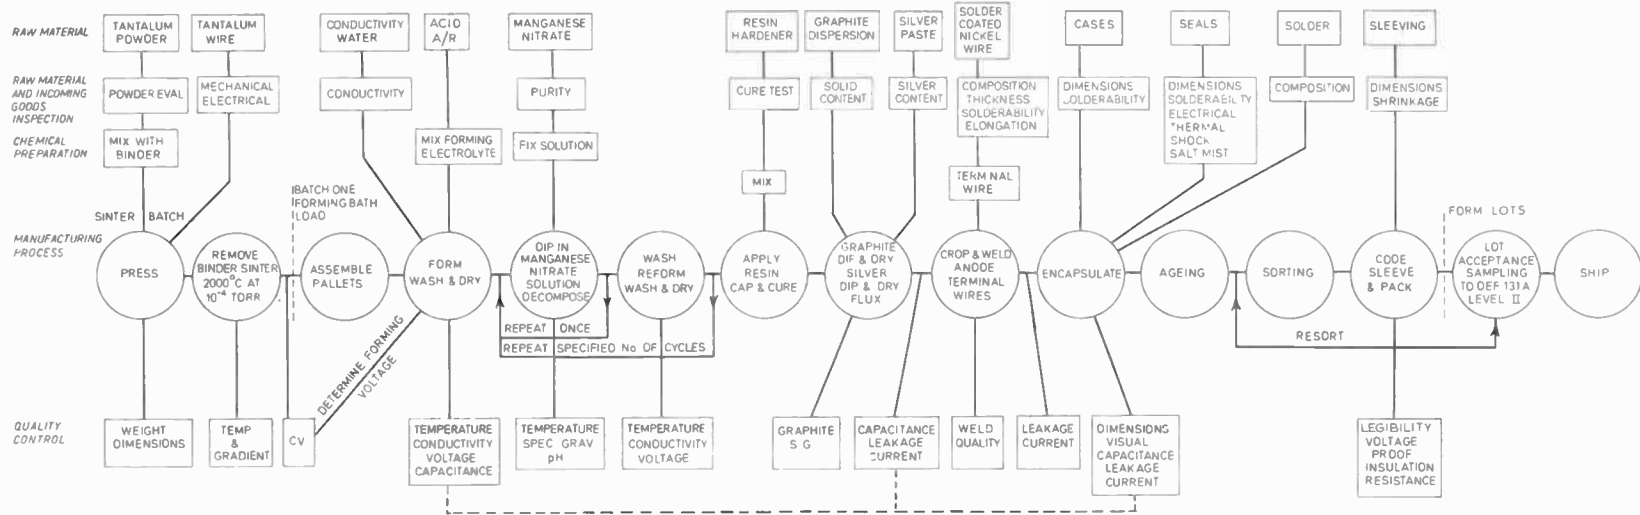 RAW MATERIAL
TANTALUM
POWDER
TANTALUM
WIRE
CONDUCTIVITY
WATER
ACID
A/R
MANGANESE
NITRATE
RESIN
HARDENER
GRAPHITE
DISPERSION
SILVER
PASTE
SOLDER
COATED
NICKEL
WIRE
CASES
SEALS
SOLDER
SLEEVING
RAW MATERIAL
AND INCOMING
GOODS
INSPECTION
POWDER EVAL
MECHANICAL
ELECTRICAL
CONDUCTIVITY
PURITY
CURE TEST
SOLID
CONTENT
SILVER
CONTENT
COMPOSITION
THICKNESS
SOLDERABILITY
ELONGATION
DIMENSIONS
SOLDERABILITY
DIMENSIONS
SOLDERABILITY
ELECTRICAL
THERMAL
SHOCK
SALT MIST
COMPOSITION
DIMENSIONS
SHRINKAGE
CHEMICAL
PREPARATION
MIX WITH
BINDER
MIX FORMING
ELECTROLYTE
FIX SOLUTION
MIX
TERMINAL
WIRE
SINTER BATCH
BATCH ONE
FORMING BATH
LOAD
FORM LOTS
MANUFACTURING
PROCESS
PRESS
REMOVE
BINDER SINTER
2000°C AT
10⁻⁴ TORR
ASSEMBLE
PALLETS
FORM
WASH & DRY
DIP IN
MANGANESE
NITRATE
SOLUTION
DECOMPOSE
WASH
REFORM
WASH & DRY
APPLY
RESIN
CAP & CURE
GRAPHITE
DIP & DRY
SILVER
DIP & DRY
FLUX
CROP & WELD
ANODE
TERMINAL
WIRES
ENCAPSULATE
AGEING
SORTING
CODE
SLEEVE
& PACK
LOT
ACCEPTANCE
SAMPLING
TO DEF 131A
LEVEL II
SHIP
REPEAT ONCE
REPEAT SPECIFIED No OF CYCLES
RESORT
DETERMINE FORMING
VOLTAGE
QUALITY
CONTROL
WEIGHT
DIMENSIONS
TEMP
&
GRADIENT
CV
TEMPERATURE
CONDUCTIVITY
VOLTAGE
CAPACITANCE
TEMPERATURE
SPEC GRAV
pH
TEMPERATURE
CONDUCTIVITY
VOLTAGE
GRAPHITE
S G
CAPACITANCE
LEAKAGE
CURRENT
WELD
QUALITY
LEAKAGE
CURRENT
DIMENSIONS
VISUAL
CAPACITANCE
LEAKAGE
CURRENT
LEGIBILITY
VOLTAGE
PROOF
INSULATION
RESISTANCE